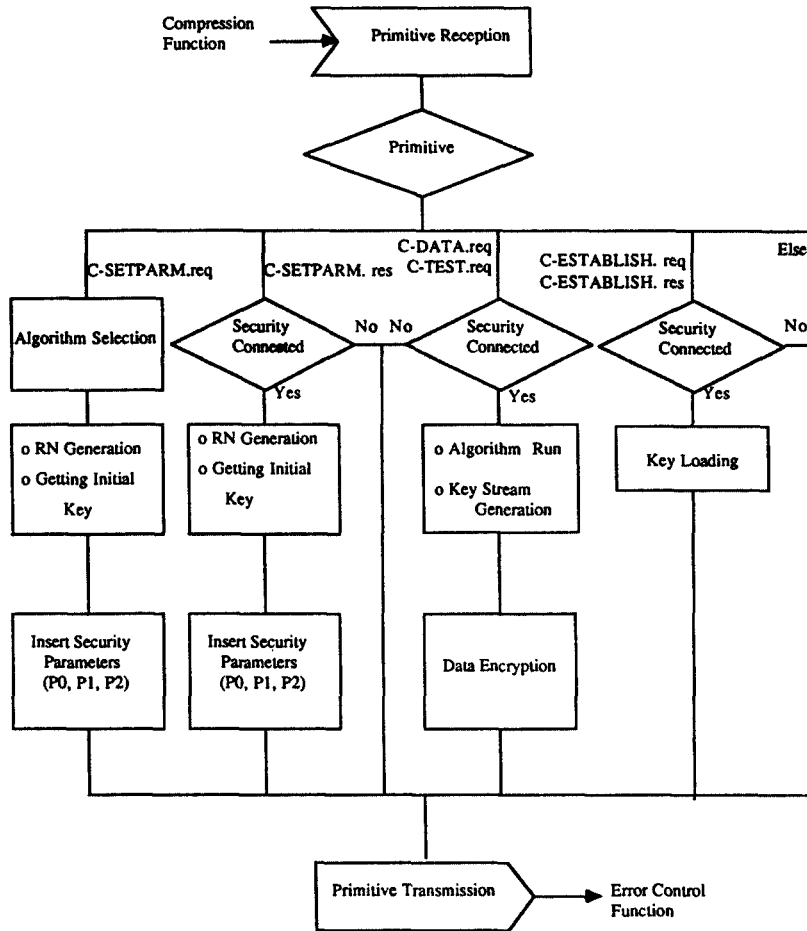 Compression
Function
Primitive Reception
Primitive
C-SETPARM.req
C-SETPARM. res
C-DATA.req
C-TEST.req
C-ESTABLISH. req
C-ESTABLISH. res
Else
Algorithm Selection
Security
Connected
No
No
Security
Connected
Security
Connected
No
Yes
Yes
Yes
o RN Generation
o Getting Initial
Key
o RN Generation
o Getting Initial
Key
o Algorithm Run
o Key Stream
Generation
Key Loading
Insert Security
Parameters
(P0, P1, P2)
Insert Security
Parameters
(P0, P1, P2)
Data Encryption
Primitive Transmission
Error Control
Function